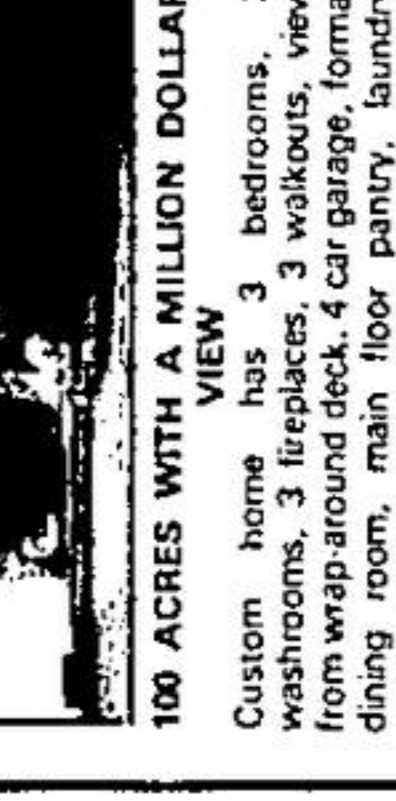 100 ACRES WITH A MILLION DOLLAR
VIEW
Custom home has 3 bedrooms,
washrooms, 3 fireplaces, 3 walkouts, view
from wrap-around deck. 4 car garage, forma
dining room, main floor pantry, laundry